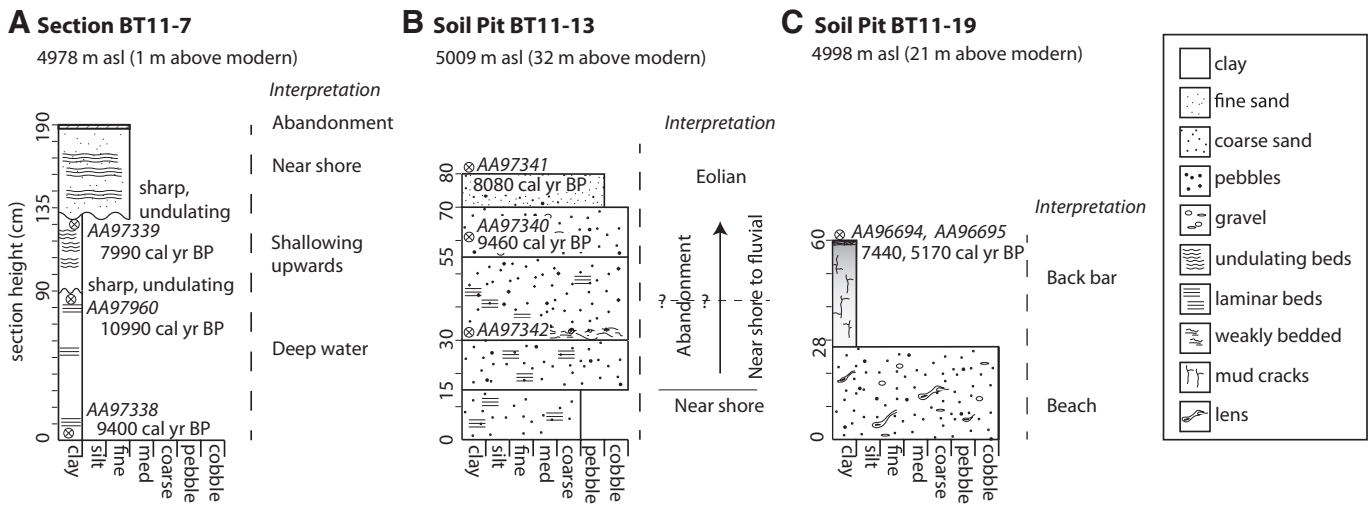 A Section BT11-7
4978 m asl (1 m above modern)
Interpretation
190
Abandonment
Near shore
sharp,
undulating
135
AA97339
7990 cal yr BP
Shallowing
upwards
sharp, undulating
90
AA97960
10990 cal yr BP
Deep water
AA97338
9400 cal yr BP
0
section height (cm)
clay
silt
fine
med
coarse
pebble
cobble
B Soil Pit BT11-13
5009 m asl (32 m above modern)
Interpretation
AA97341
80
8080 cal yr BP
Eolian
70
AA97340
9460 cal yr BP
55
AA97342
30
15
0
? ?
Abandonment
Near shore to fluvial
Near shore
clay
silt
fine
med
coarse
pebble
cobble
C Soil Pit BT11-19
4998 m asl (21 m above modern)
Interpretation
AA96694, AA96695
60
7440, 5170 cal yr BP
Back bar
28
Beach
0
clay
silt
fine
med
coarse
pebble
cobble
clay
fine sand
coarse sand
pebbles
gravel
undulating beds
laminar beds
weakly bedded
mud cracks
lens